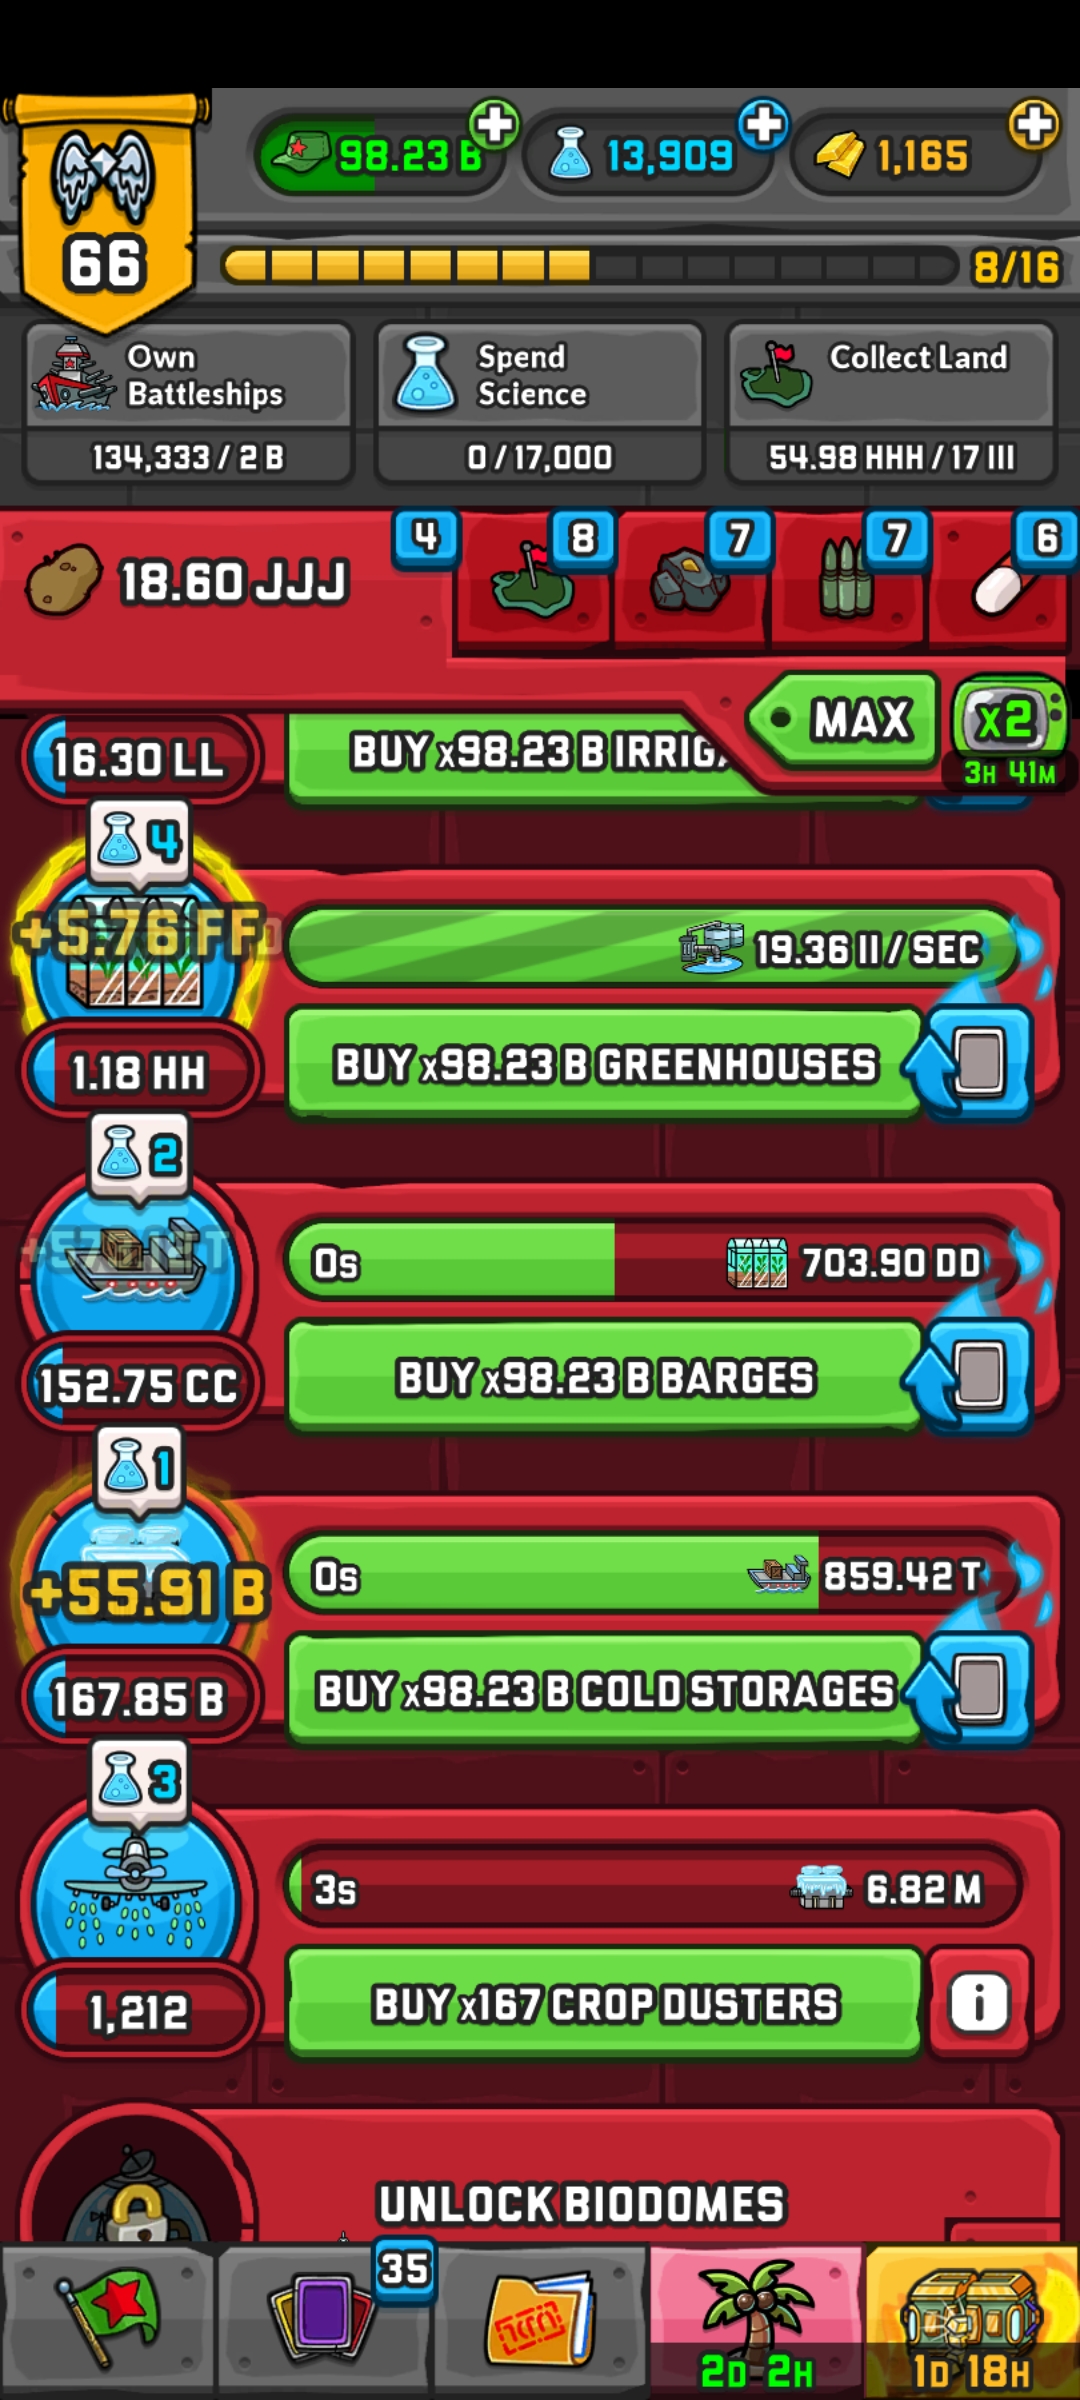 98.23 B
13,909
1,165
66
8/16
Own
Battleships
134,333 / 2 B
Spend
Science
0 / 17,000
Collect Land
54.98 HHH / 17 III
18.60 JJJ
4
8
7
7
6
MAX
x2
3H 41M
16.30 LL
BUY x98.23 B IRRIG
4
+5.76 FF
19.36 II / SEC
1.18 HH
BUY x98.23 B GREENHOUSES
2
0s
703.90 DD
152.75 CC
BUY x98.23 B BARGES
1
+55.91 B
0s
859.42 T
167.85 B
BUY x98.23 B COLD STORAGES
3
3s
6.82 M
1,212
BUY x167 CROP DUSTERS
i
UNLOCK BIODOMES
35
2D 2H
1D 18H